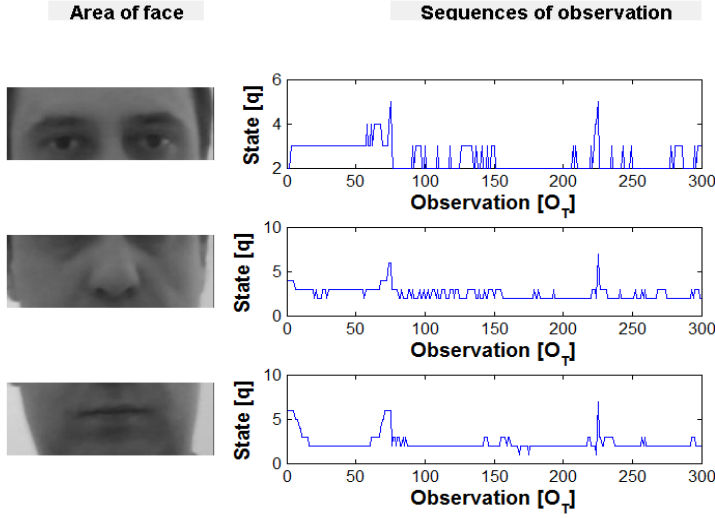 Area of face
Sequences of observation
6
4
2
State [q]
0 50 100 150 200 250 300
Observation [O_T]
10
5
0
State [q]
0 50 100 150 200 250 300
Observation [O_T]
10
5
0
State [q]
0 50 100 150 200 250 300
Observation [O_T]